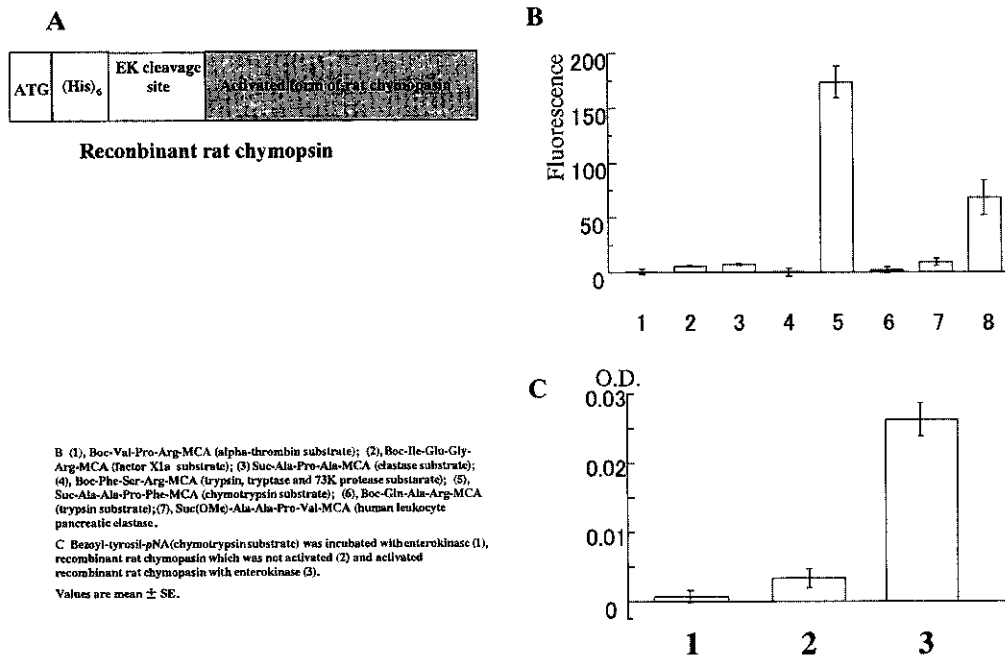 A
ATG
(His)6
EK cleavage
site
Activated form of rat chymopasin
Recombinant rat chymopsin
B
Fluorescence
200
150
100
50
0
1 2 3 4 5 6 7 8
C
O.D.
0.03
0.02
0.01
0
1 2 3
B (1), Boc-Val-Pro-Arg-MCA (alpha-thrombin substrate); (2), Boc-Ile-Glu-Gly-
Arg-MCA (factor X1a substrate); (3) Suc-Ala-Pro-Ala-MCA (elastase substrate);
(4), Boc-Phe-Ser-Arg-MCA (trypsin, tryptase and 73K protease substarate); (5),
Suc-Ala-Ala-Pro-Phe-MCA (chymotrypsin substrate); (6), Boc-Gln-Ala-Arg-MCA
(trypsin substrate);(7), Suc(OMe)-Ala-Ala-Pro-Val-MCA (human leukocyte
pancreatic elastase.
C Bezoyl-tyrosil-pNA(chymotrypsin substrate) was incubated with enterokinase (1),
recombinant rat chymopasin which was not activated (2) and activated
recombinant rat chymopasin with enterokinase (3).
Values are mean ± SE.